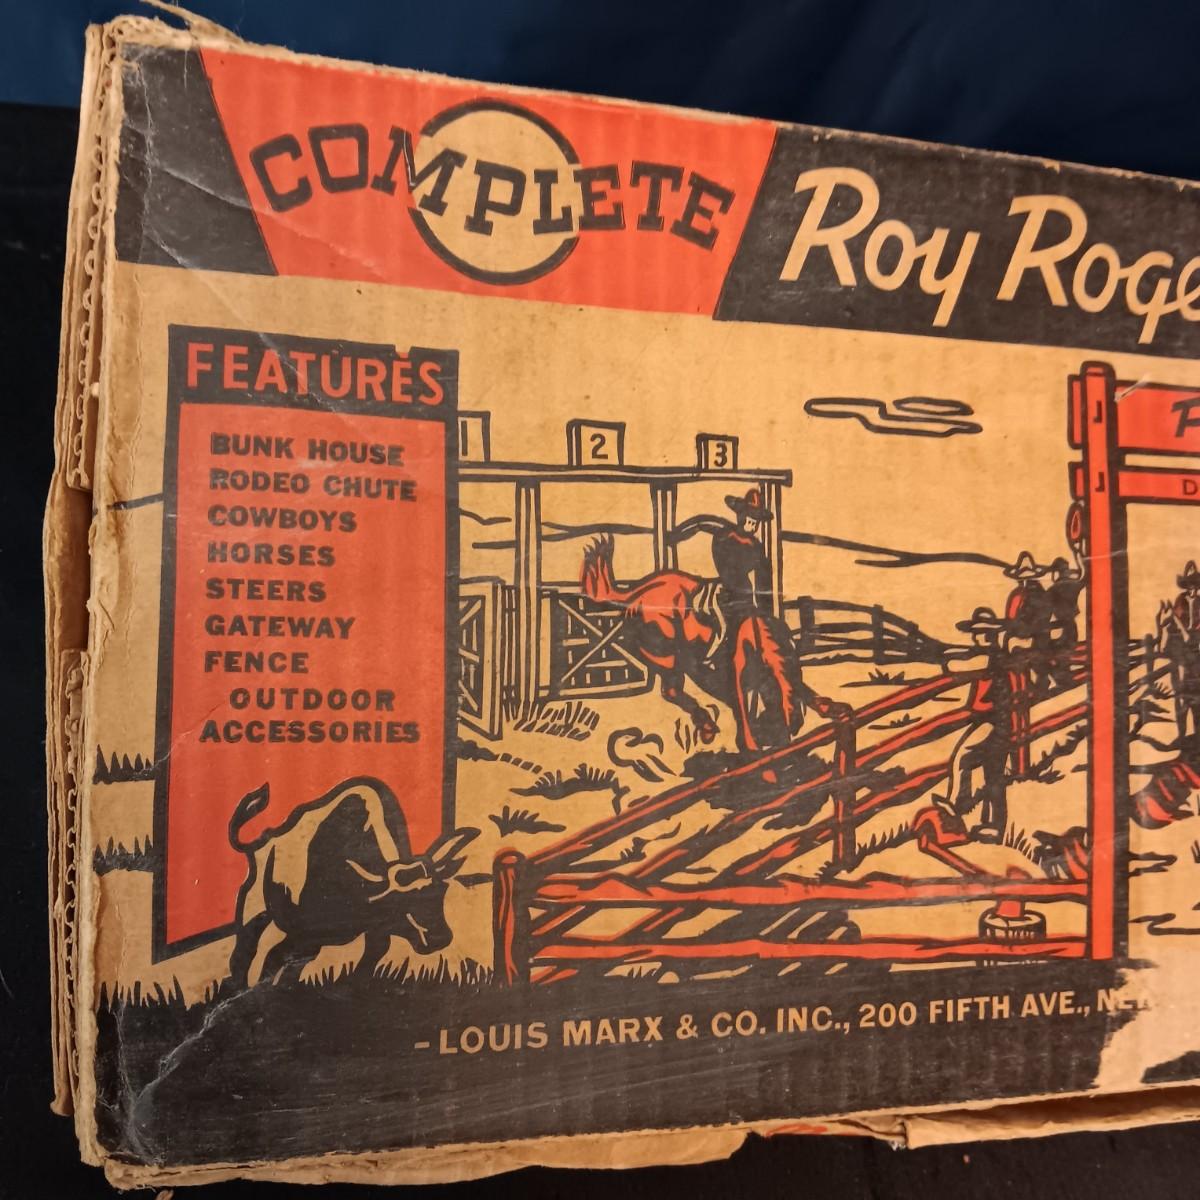 COMPLETE
Roy Roge
FEATURES
BUNK HOUSE
RODEO CHUTE
COWBOYS
HORSES
STEERS
GATEWAY
FENCE
OUTDOOR
ACCESSORIES
1
2
3
R
D
-LOUIS MARX & CO. INC., 200 FIFTH AVE.,